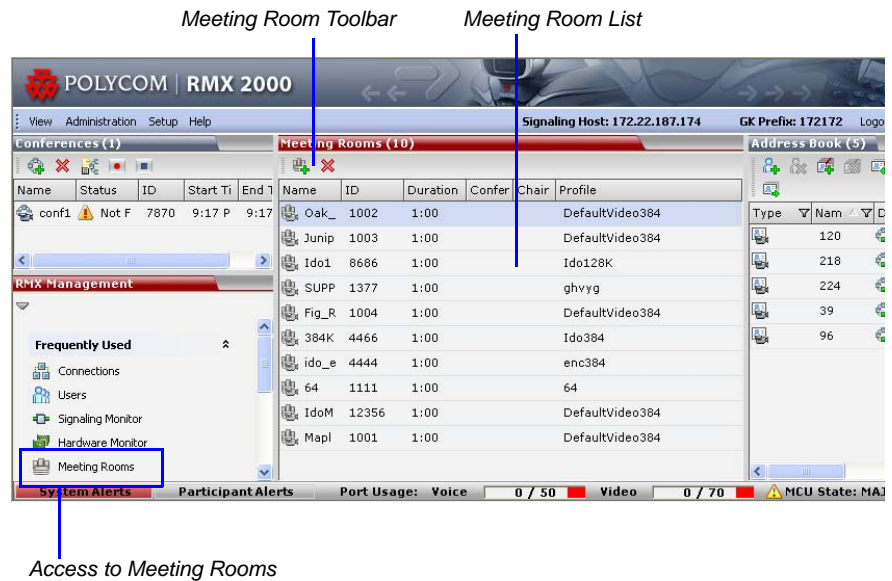 Meeting Room Toolbar
Meeting Room List
POLYCOM | RMX 2000
View Administration Setup Help
Signaling Host: 172.22.187.174
GK Prefix: 172172
Logo
Conferences (1)
Name Status ID Start Ti End T
conf1 Not F 7870 9:17 P 9:17
RMX Management
Frequently Used
Connections
Users
Signaling Monitor
Hardware Monitor
Meeting Rooms
Meeting Rooms (10)
Name ID Duration Confer Chair Profile
Oak_ 1002 1:00 DefaultVideo384
Junip 1003 1:00 DefaultVideo384
Ido1 8686 1:00 Ido128K
SUPP 1377 1:00 ghvyg
Fig_R 1004 1:00 DefaultVideo384
384K 4466 1:00 Ido384
ido_e 4444 1:00 enc384
64 1111 1:00 64
IdoM 12356 1:00 DefaultVideo384
Mapl 1001 1:00 DefaultVideo384
Address Book (5)
Type Nam D
120
218
224
39
96
System Alerts Participant Alerts Port Usage: Voice 0 / 50 Video 0 / 70 MCU State: MAJ
Access to Meeting Rooms